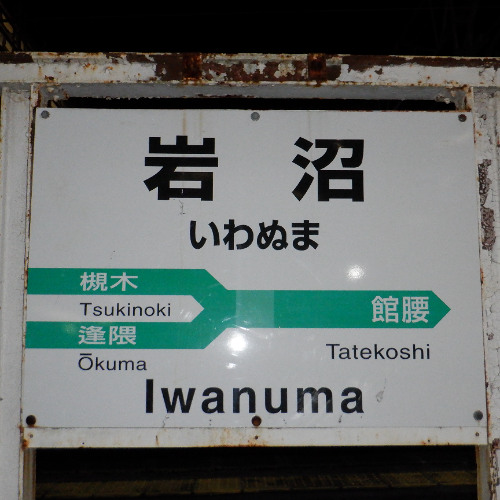 岩沼
いわぬま
槻木
Tsukinoki
逢隈
Ōkuma
館腰
Tatekoshi
Iwanuma